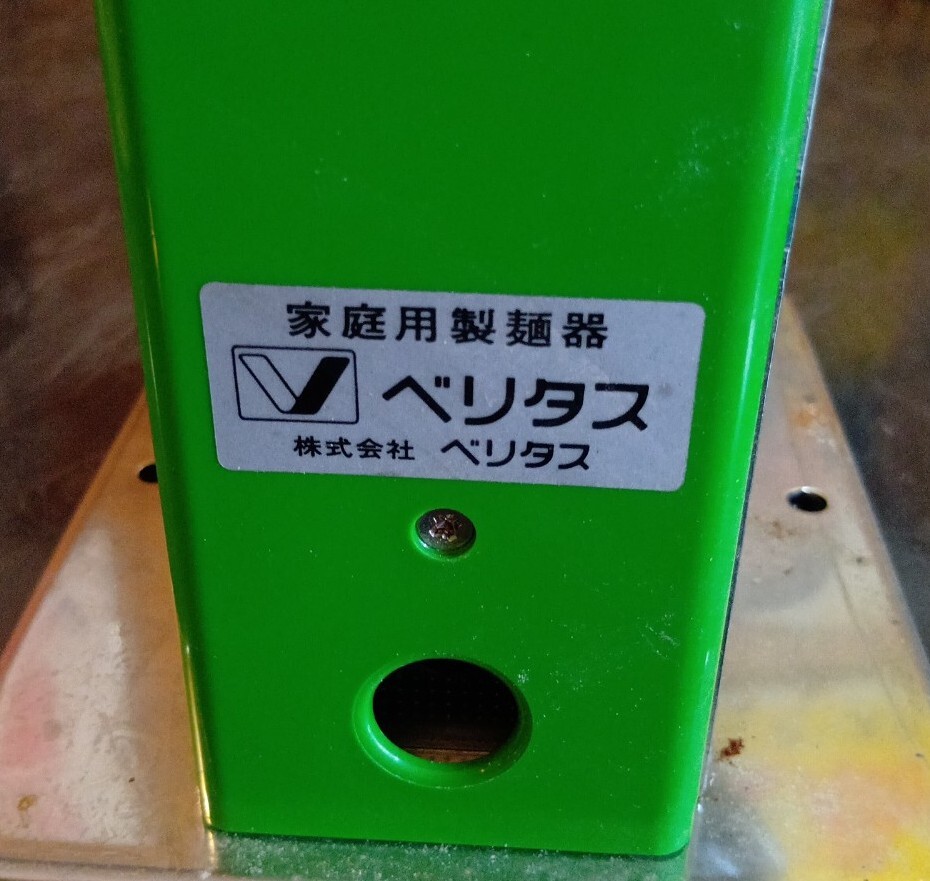 家庭用製麺器
ベリタス
株式会社 ベリタス